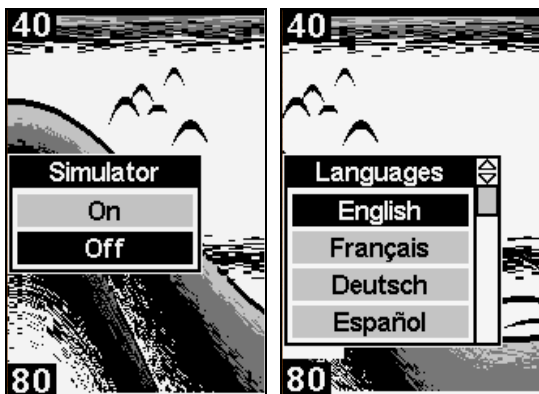 40
Simulator
On
Off
80
40
Languages
English
Français
Deutsch
Español
80